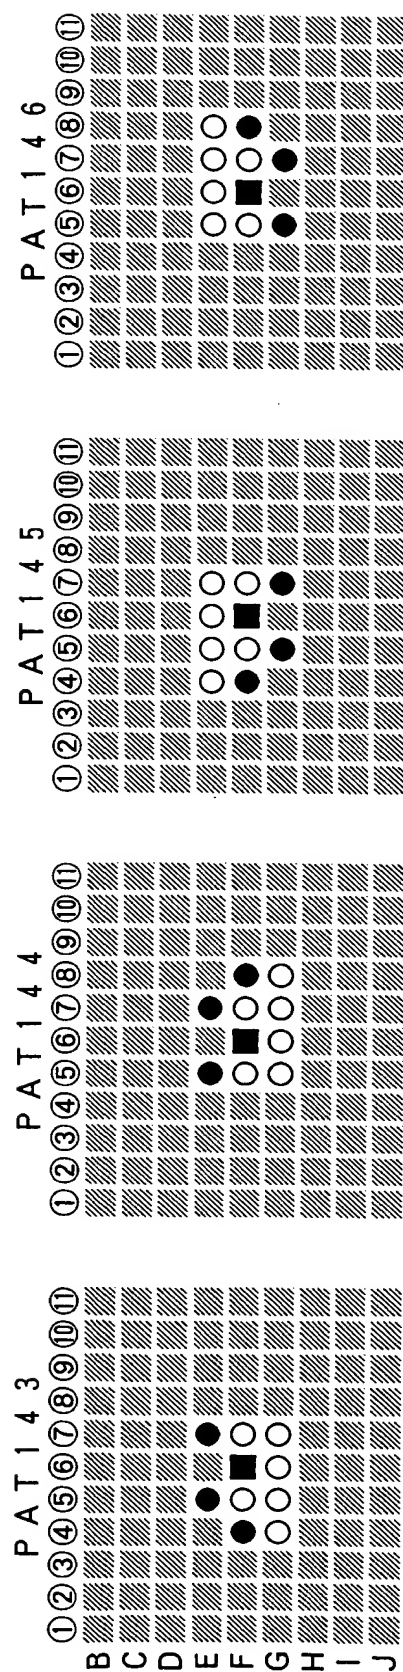 PAT143
①②③④⑤⑥⑦⑧⑨⑩⑪
B
C
D
E
F
G
H
I
J
PAT144
①②③④⑤⑥⑦⑧⑨⑩⑪
PAT145
①②③④⑤⑥⑦⑧⑨⑩⑪
PAT146
①②③④⑤⑥⑦⑧⑨⑩⑪